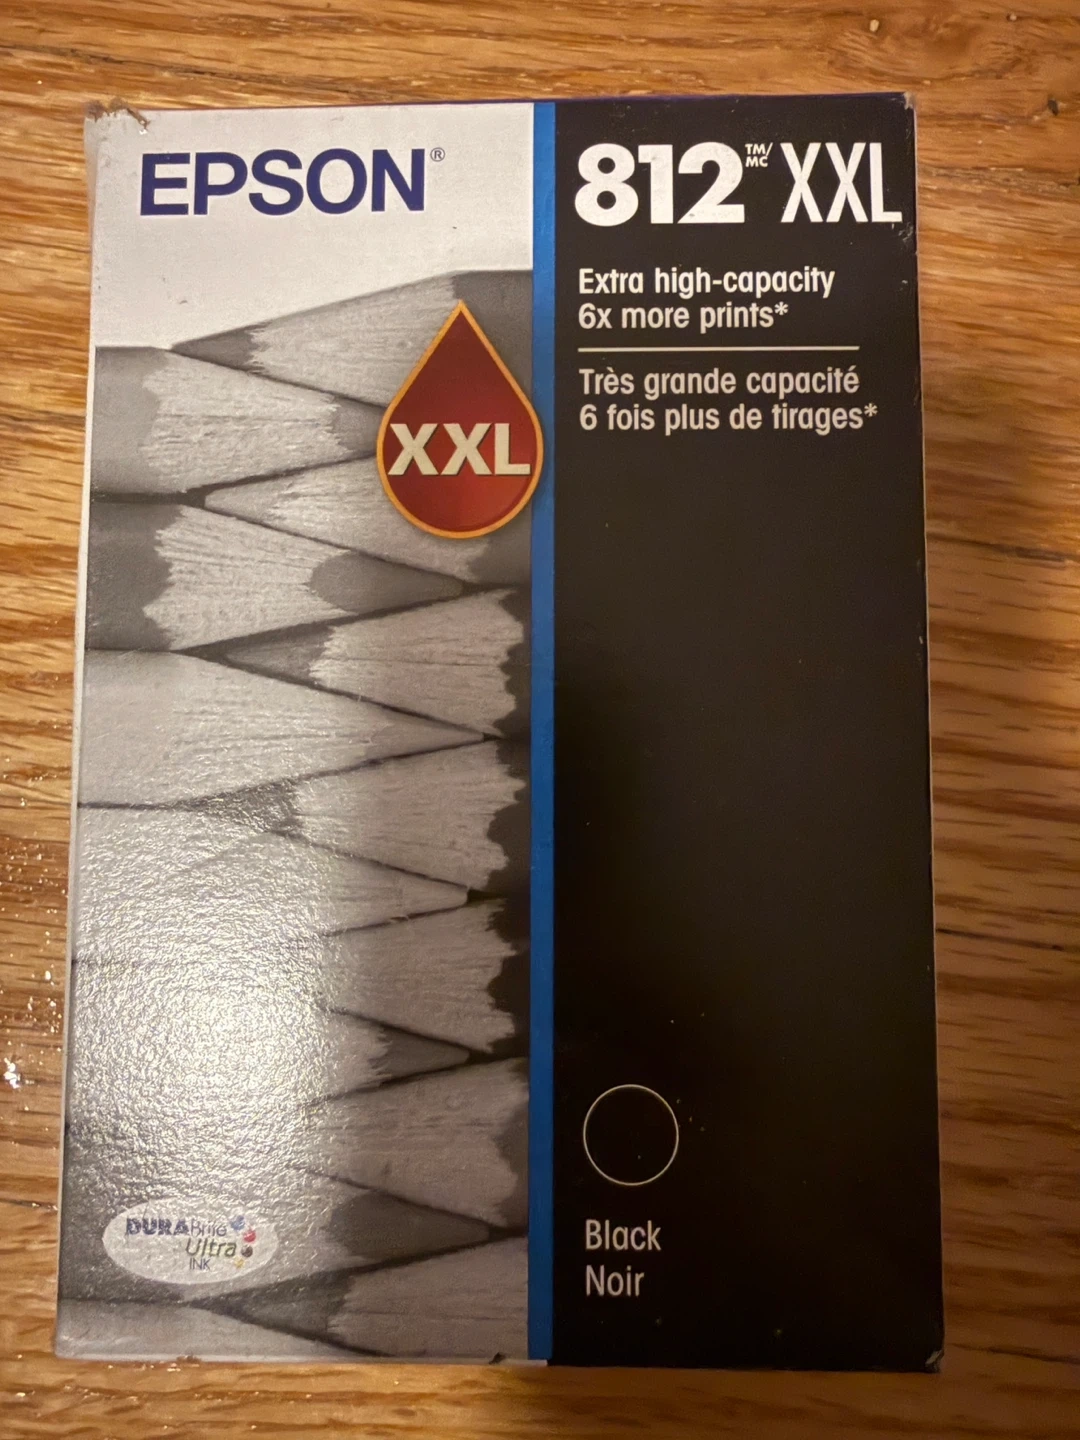 EPSON®
812™/MC XXL
Extra high-capacity
6x more prints*
Très grande capacité
6 fois plus de tirages*
XXL
Black
Noir
DURABrite
Ultra
INK